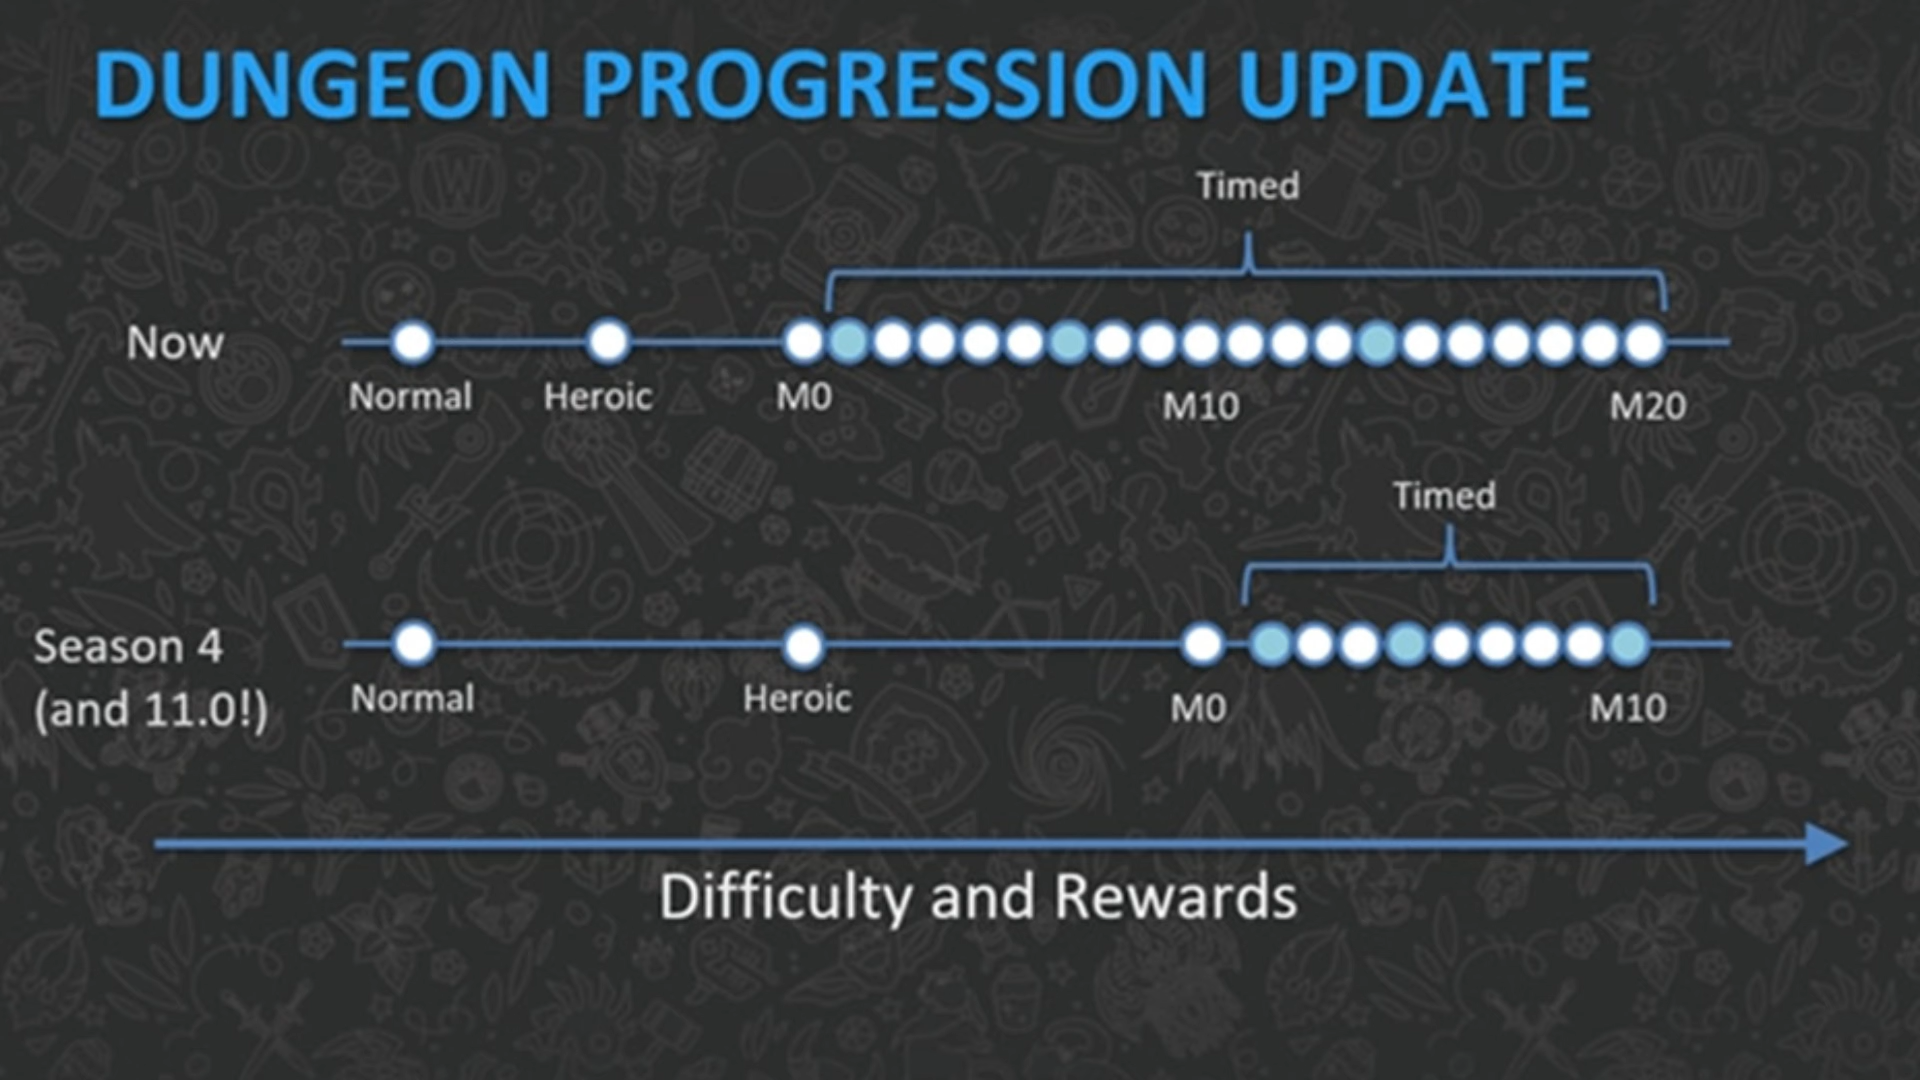 DUNGEON PROGRESSION UPDATE
Timed
Now
Normal
Heroic
M0
M10
M20
Timed
Season 4
(and 11.0!)
Normal
Heroic
M0
M10
Difficulty and Rewards